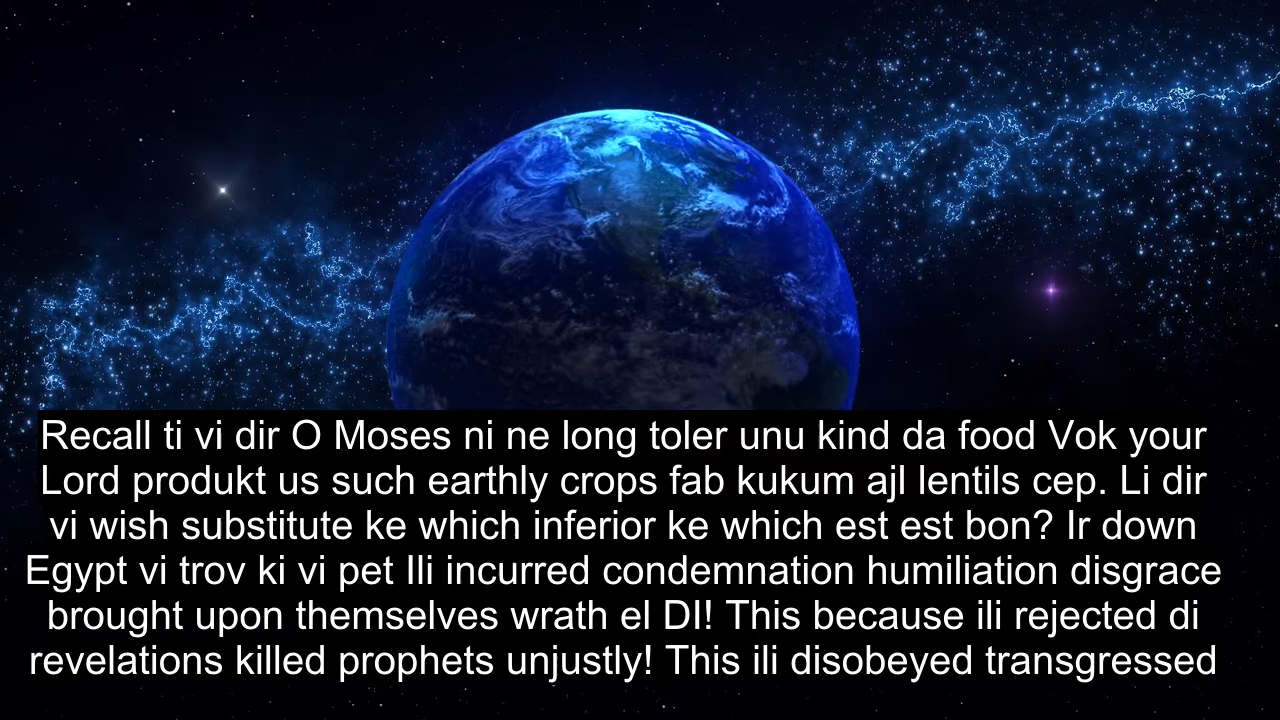 Recall ti vi dir O Moses ni ne long toler unu kind da food Vok your
Lord produkt us such earthly crops fab kukum ajl lentils cep. Li dir
vi wish substitute ke which inferior ke which est est bon? Ir down
Egypt vi trov ki vi pet Ili incurred condemnation humiliation disgrace
brought upon themselves wrath el DI! This because ili rejected di
revelations killed prophets unjustly! This ili disobeyed transgressed